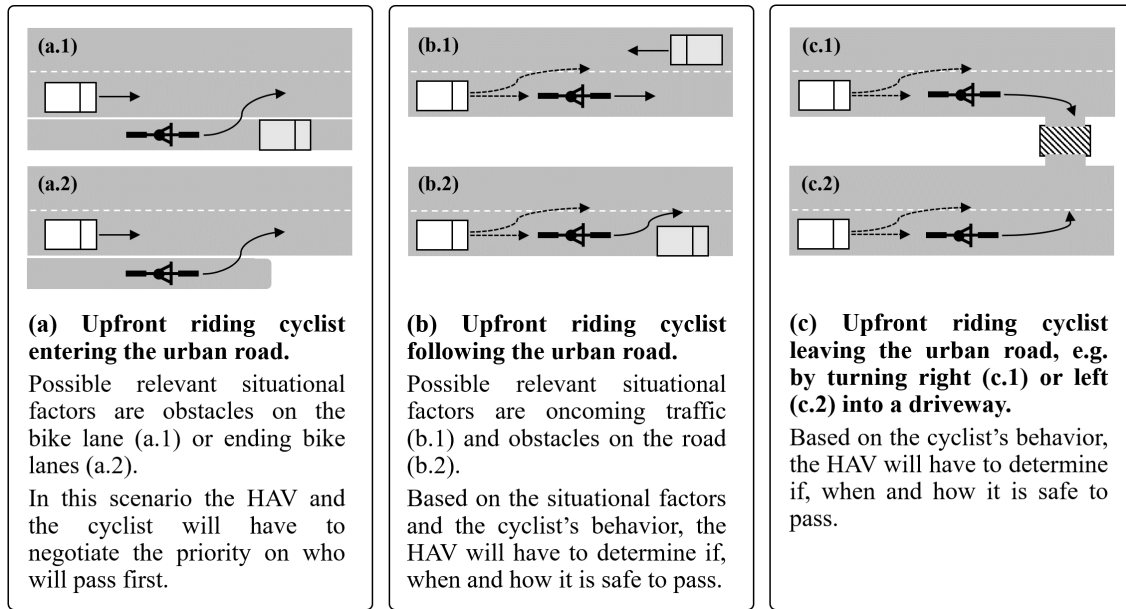 (a.1)
(a.2)
(a) Upfront riding cyclist
entering the urban road.
Possible relevant situational
factors are obstacles on the
bike lane (a.1) or ending bike
lanes (a.2).
In this scenario the HAV and
the cyclist will have to
negotiate the priority on who
will pass first.
(b.1)
(b.2)
(b) Upfront riding cyclist
following the urban road.
Possible relevant situational
factors are oncoming traffic
(b.1) and obstacles on the road
(b.2).
Based on the situational factors
and the cyclist’s behavior, the
HAV will have to determine if,
when and how it is safe to pass.
(c.1)
(c.2)
(c) Upfront riding cyclist
leaving the urban road, e.g.
by turning right (c.1) or left
(c.2) into a driveway.
Based on the cyclist’s behavior,
the HAV will have to determine
if, when and how it is safe to
pass.